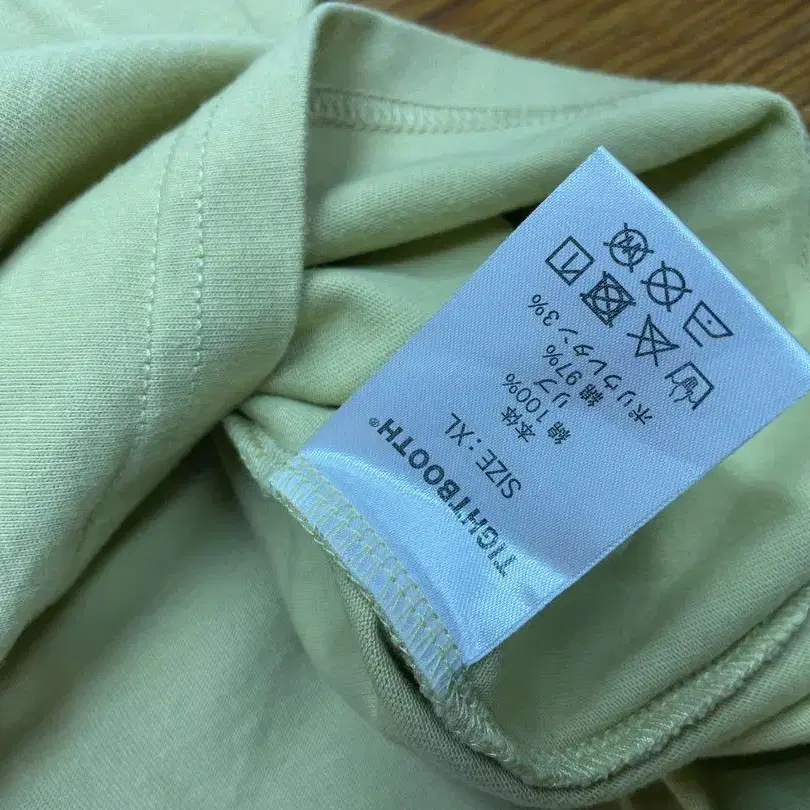 TIGHTBOOTH®
SIZE : XL
本体
綿 100%
リブ
綿 97%
ポリウレタン 3%